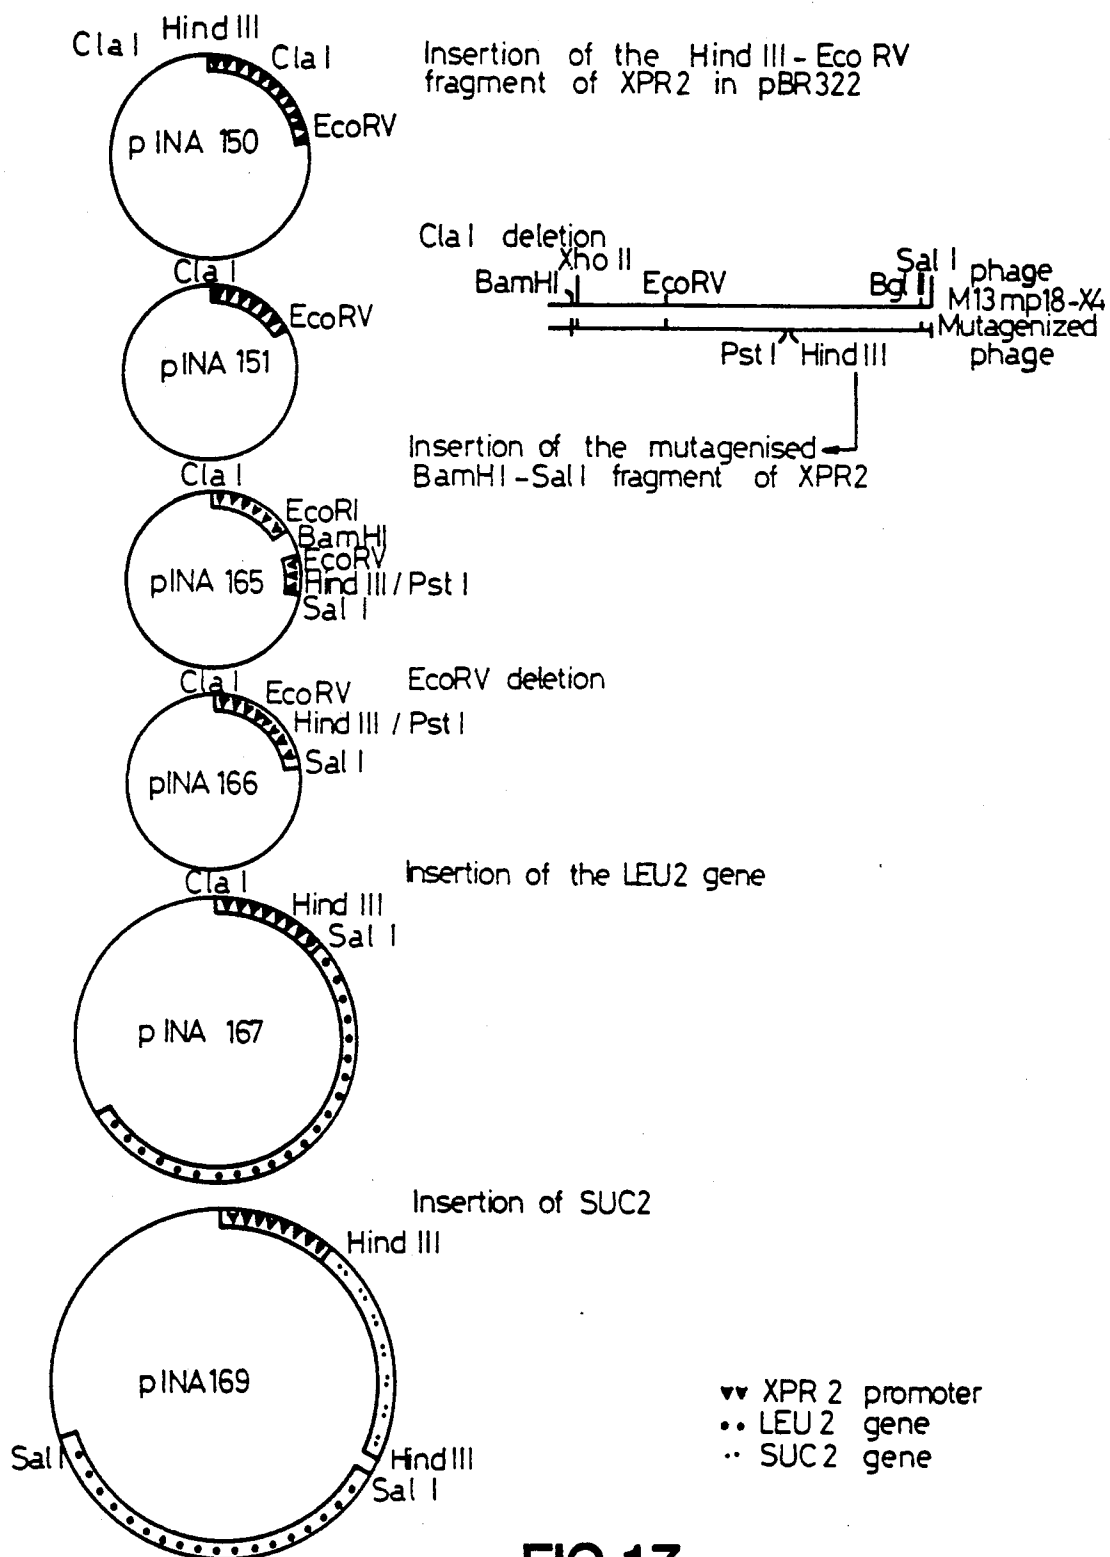 Cla I Hind III Cla I
EcoRV
p INA 150
Insertion of the Hind III - Eco RV
fragment of XPR2 in pBR322
Cla I deletion
Xho II
BamHI
EcoRV
Bgl I
Sal I
phage
M13 mp18-X4
Mutagenized
phage
Pst I Hind III
Cla I
EcoRV
pINA 151
Insertion of the mutagenised
BamHI-Sal I fragment of XPR2
Cla I
EcoRI
BamHI
EcoRV
Hind III / Pst I
Sal I
pINA 165
EcoRV deletion
Cla I
EcoRV
Hind III / Pst I
Sal I
pINA 166
Insertion of the LEU2 gene
Cla I
Hind III
Sal I
p INA 167
Insertion of SUC2
Hind III
pINA169
Sal I
Hind III
Sal I
XPR 2 promoter
LEU 2 gene
SUC 2 gene
FIG.17